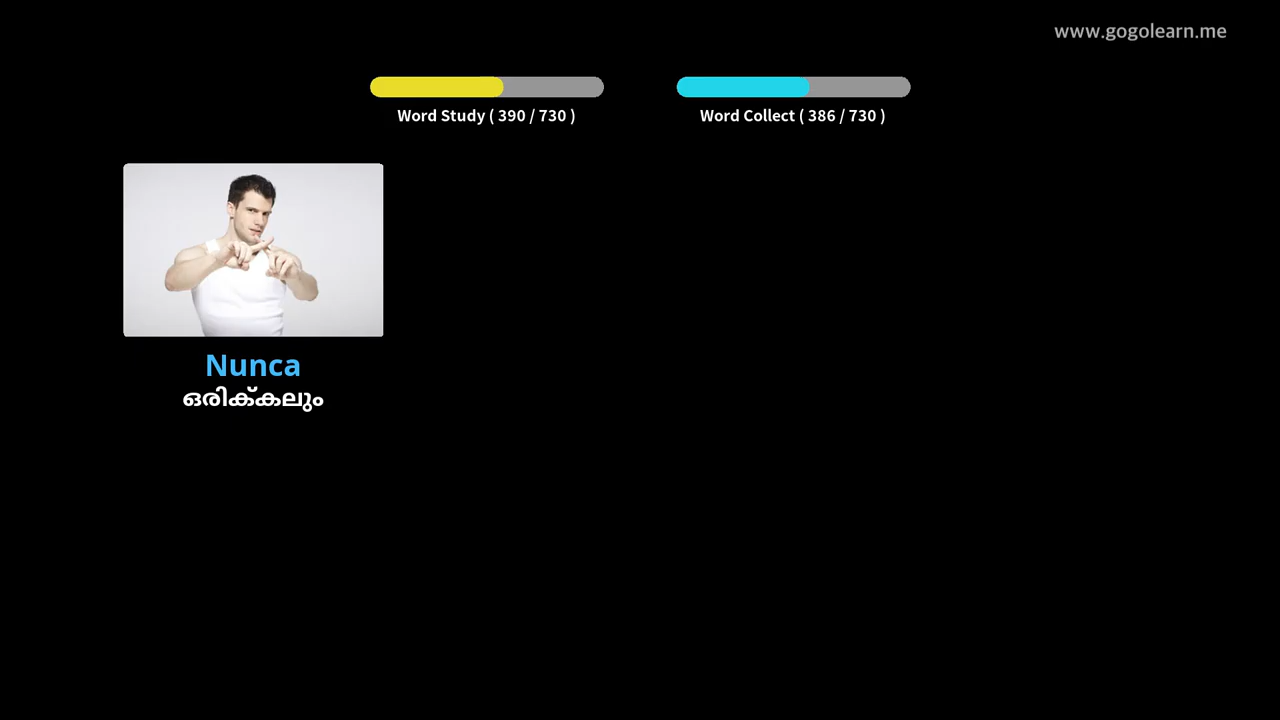 www.gogolearn.me
Word Study ( 390 / 730 )
Word Collect ( 386 / 730 )
Nunca
ഒരിക്കലും